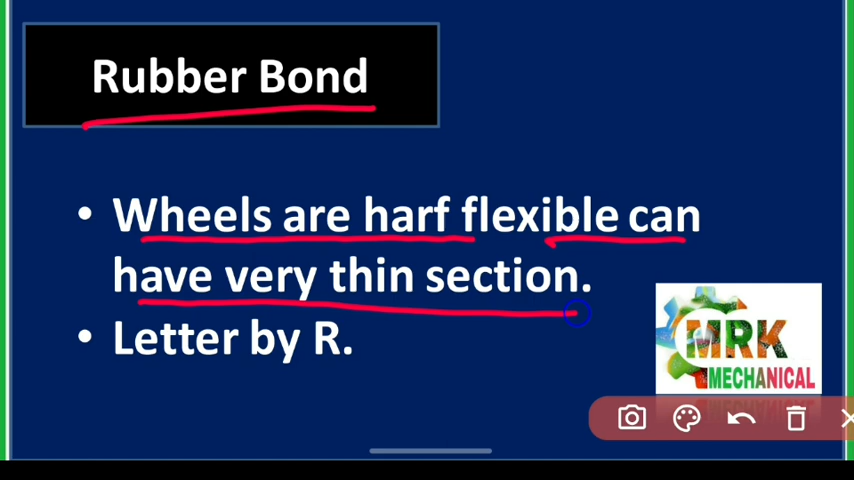 Rubber Bond
• Wheels are harf flexible can
have very thin section.
• Letter by R.
MRK
MECHANICAL